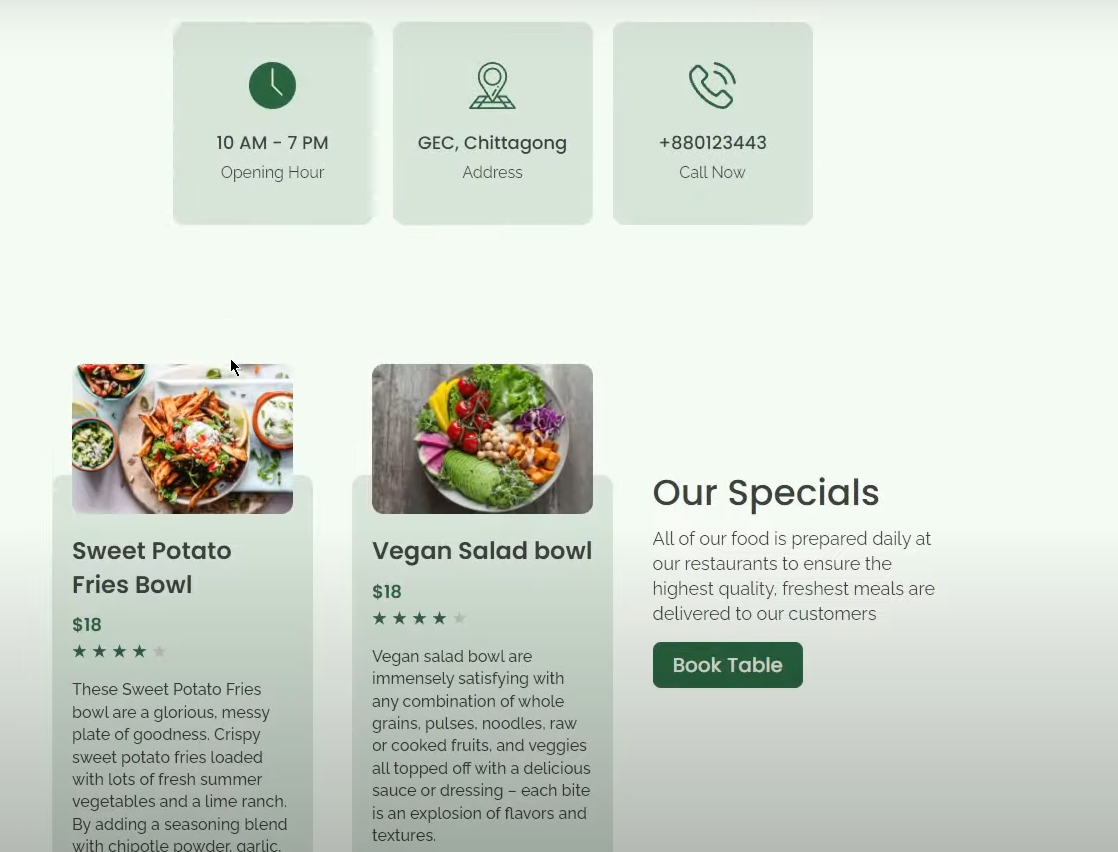 10 AM - 7 PM
Opening Hour
GEC, Chittagong
Address
+880123443
Call Now
Sweet Potato
Fries Bowl
$18
These Sweet Potato Fries
bowl are a glorious, messy
plate of goodness. Crispy
sweet potato fries loaded
with lots of fresh summer
vegetables and a lime ranch.
By adding a seasoning blend
with chipotle powder, garlic,
Vegan Salad bowl
$18
Vegan salad bowl are
immensely satisfying with
any combination of whole
grains, pulses, noodles, raw
or cooked fruits, and veggies
all topped off with a delicious
sauce or dressing – each bite
is an explosion of flavors and
textures.
Our Specials
All of our food is prepared daily at
our restaurants to ensure the
highest quality, freshest meals are
delivered to our customers
Book Table